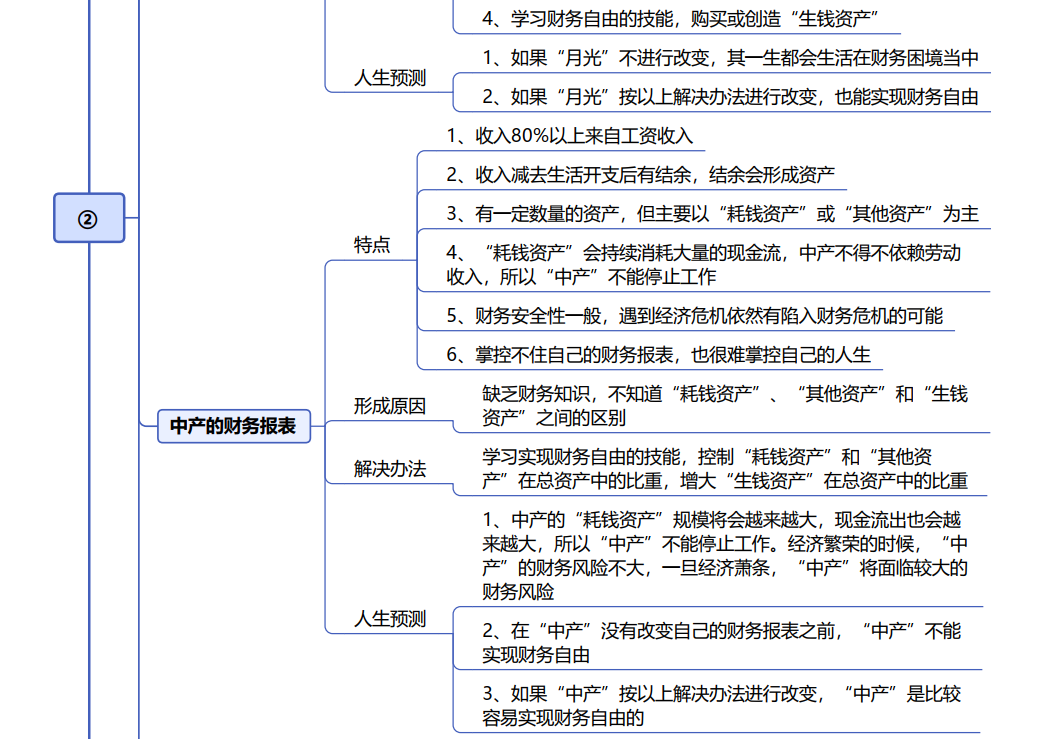 4、学习财务自由的技能，购买或创造“生钱资产”
人生预测
1、如果“月光”不进行改变，其一生都会生活在财务困境当中
2、如果“月光”按以上解决办法进行改变，也能实现财务自由
②
中产的财务报表
特点
1、收入80%以上来自工资收入
2、收入减去生活开支后有结余，结余会形成资产
3、有一定数量的资产，但主要以“耗钱资产”或“其他资产”为主
4、“耗钱资产”会持续消耗大量的现金流，中产不得不依赖劳动
收入，所以“中产”不能停止工作
5、财务安全性一般，遇到经济危机依然有陷入财务危机的可能
6、掌控不住自己的财务报表，也很难掌控自己的人生
形成原因
缺乏财务知识，不知道“耗钱资产”、“其他资产”和“生钱
资产”之间的区别
解决办法
学习实现财务自由的技能，控制“耗钱资产”和“其他资
产”在总资产中的比重，增大“生钱资产”在总资产中的比重
人生预测
1、中产的“耗钱资产”规模将会越来越大，现金流出也会越
来越大，所以“中产”不能停止工作。经济繁荣的时候，“中
产”的财务风险不大，一旦经济萧条，“中产”将面临较大的
财务风险
2、在“中产”没有改变自己的财务报表之前，“中产”不能
实现财务自由
3、如果“中产”按以上解决办法进行改变，“中产”是比较
容易实现财务自由的